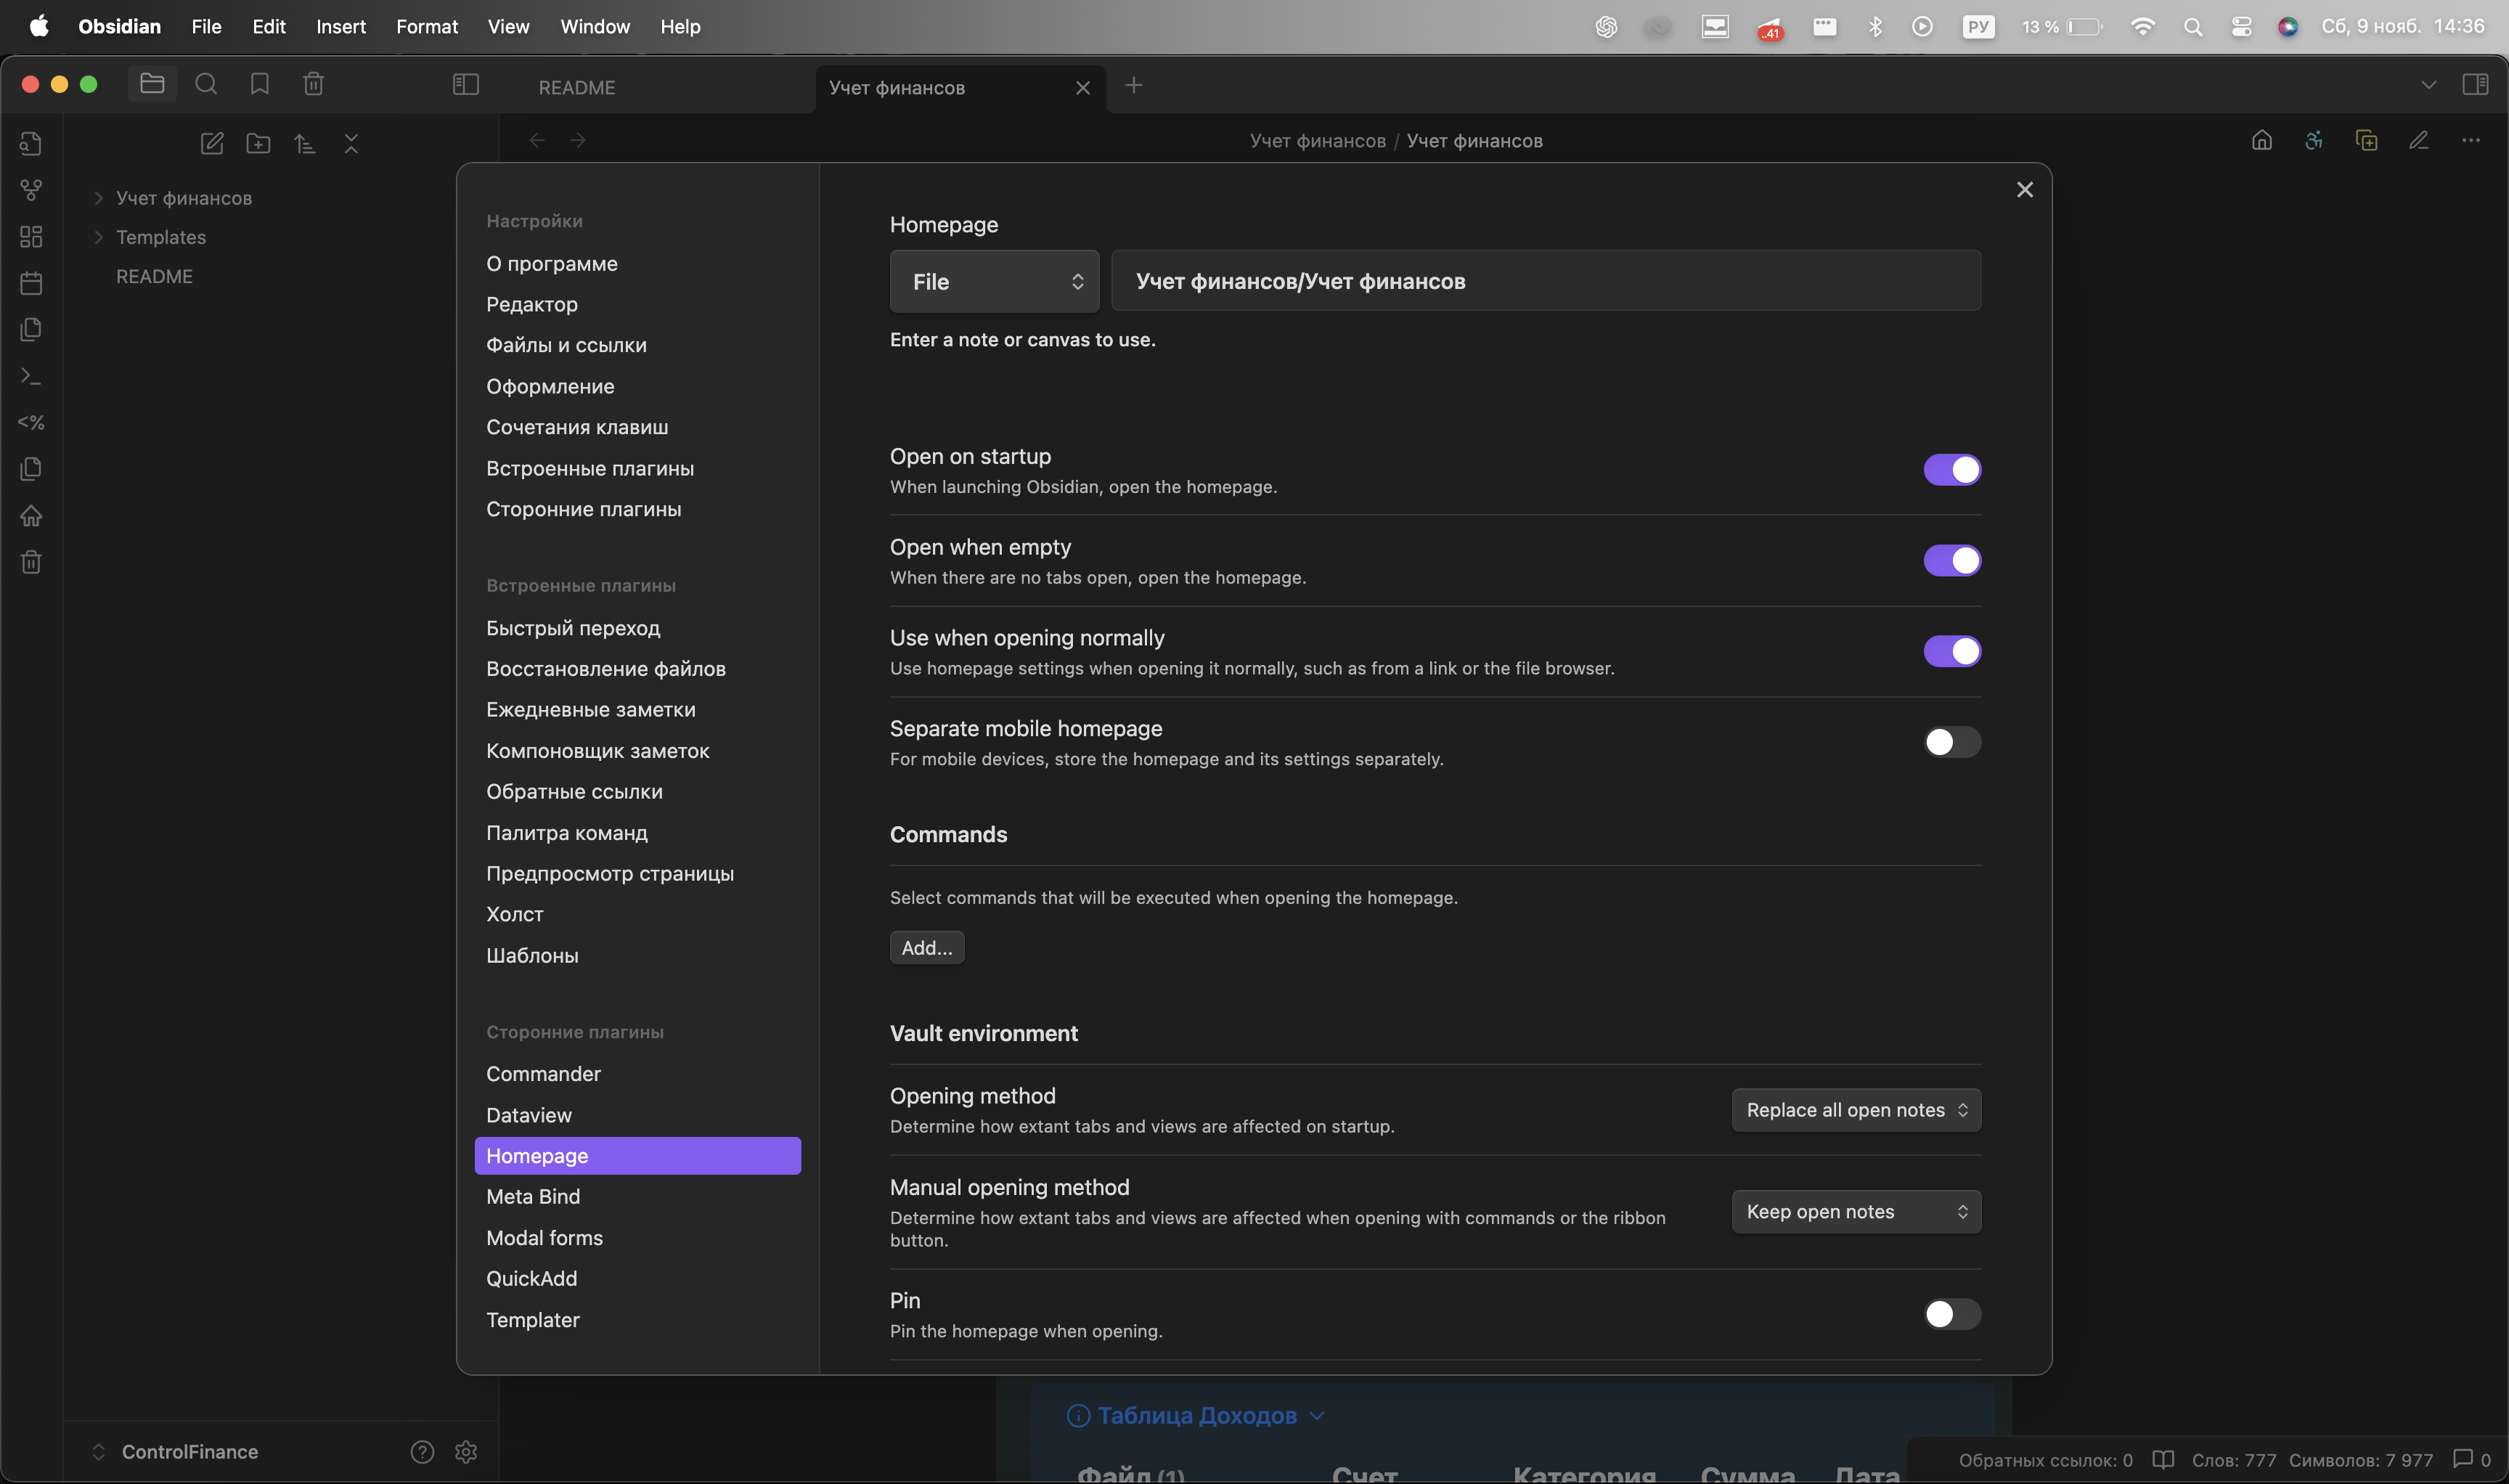 Obsidian File Edit Insert Format View Window Help
..41 РУ 13 % Сб, 9 нояб. 14:36
README Учет финансов
Учет финансов / Учет финансов
Учет финансов
Templates
README
<%
Настройки
О программе
Редактор
Файлы и ссылки
Оформление
Сочетания клавиш
Встроенные плагины
Сторонние плагины
Встроенные плагины
Быстрый переход
Восстановление файлов
Ежедневные заметки
Компоновщик заметок
Обратные ссылки
Палитра команд
Предпросмотр страницы
Холст
Шаблоны
Сторонние плагины
Commander
Dataview
Homepage
Meta Bind
Modal forms
QuickAdd
Templater
Homepage
File Учет финансов/Учет финансов
Enter a note or canvas to use.
Open on startup
When launching Obsidian, open the homepage.
Open when empty
When there are no tabs open, open the homepage.
Use when opening normally
Use homepage settings when opening it normally, such as from a link or the file browser.
Separate mobile homepage
For mobile devices, store the homepage and its settings separately.
Commands
Select commands that will be executed when opening the homepage.
Add...
Vault environment
Opening method
Determine how extant tabs and views are affected on startup.
Replace all open notes
Manual opening method
Determine how extant tabs and views are affected when opening with commands or the ribbon
button.
Keep open notes
Pin
Pin the homepage when opening.
Таблица Доходов
Файл (1) Счет Категория Сумма Дата
ControlFinance
Обратных ссылок: 0 Слов: 777 Символов: 7 977 0